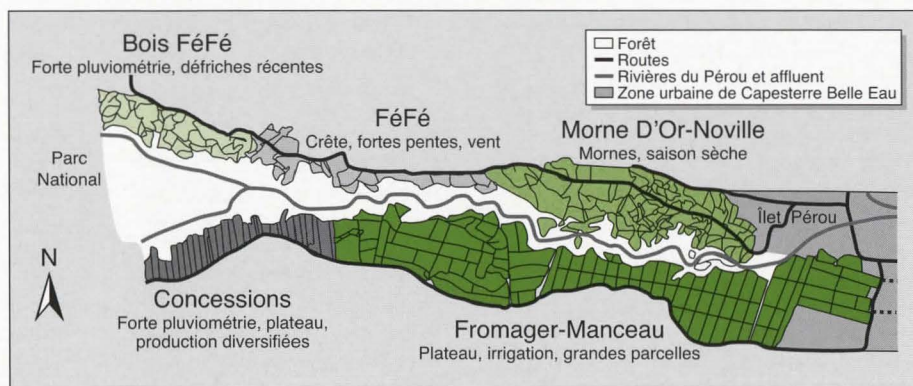 Bois FéFé
Forte pluviométrie, défriches récentes
Forêt
Routes
Rivières du Pérou et affluent
Zone urbaine de Capesterre Belle Eau
FéFé
Crête, fortes pentes, vent
Morne D'Or-Noville
Mornes, saison sèche
Parc
National
Îlet Pérou
N
Concessions
Forte pluviométrie, plateau,
production diversifiées
Fromager-Manceau
Plateau, irrigation, grandes parcelles